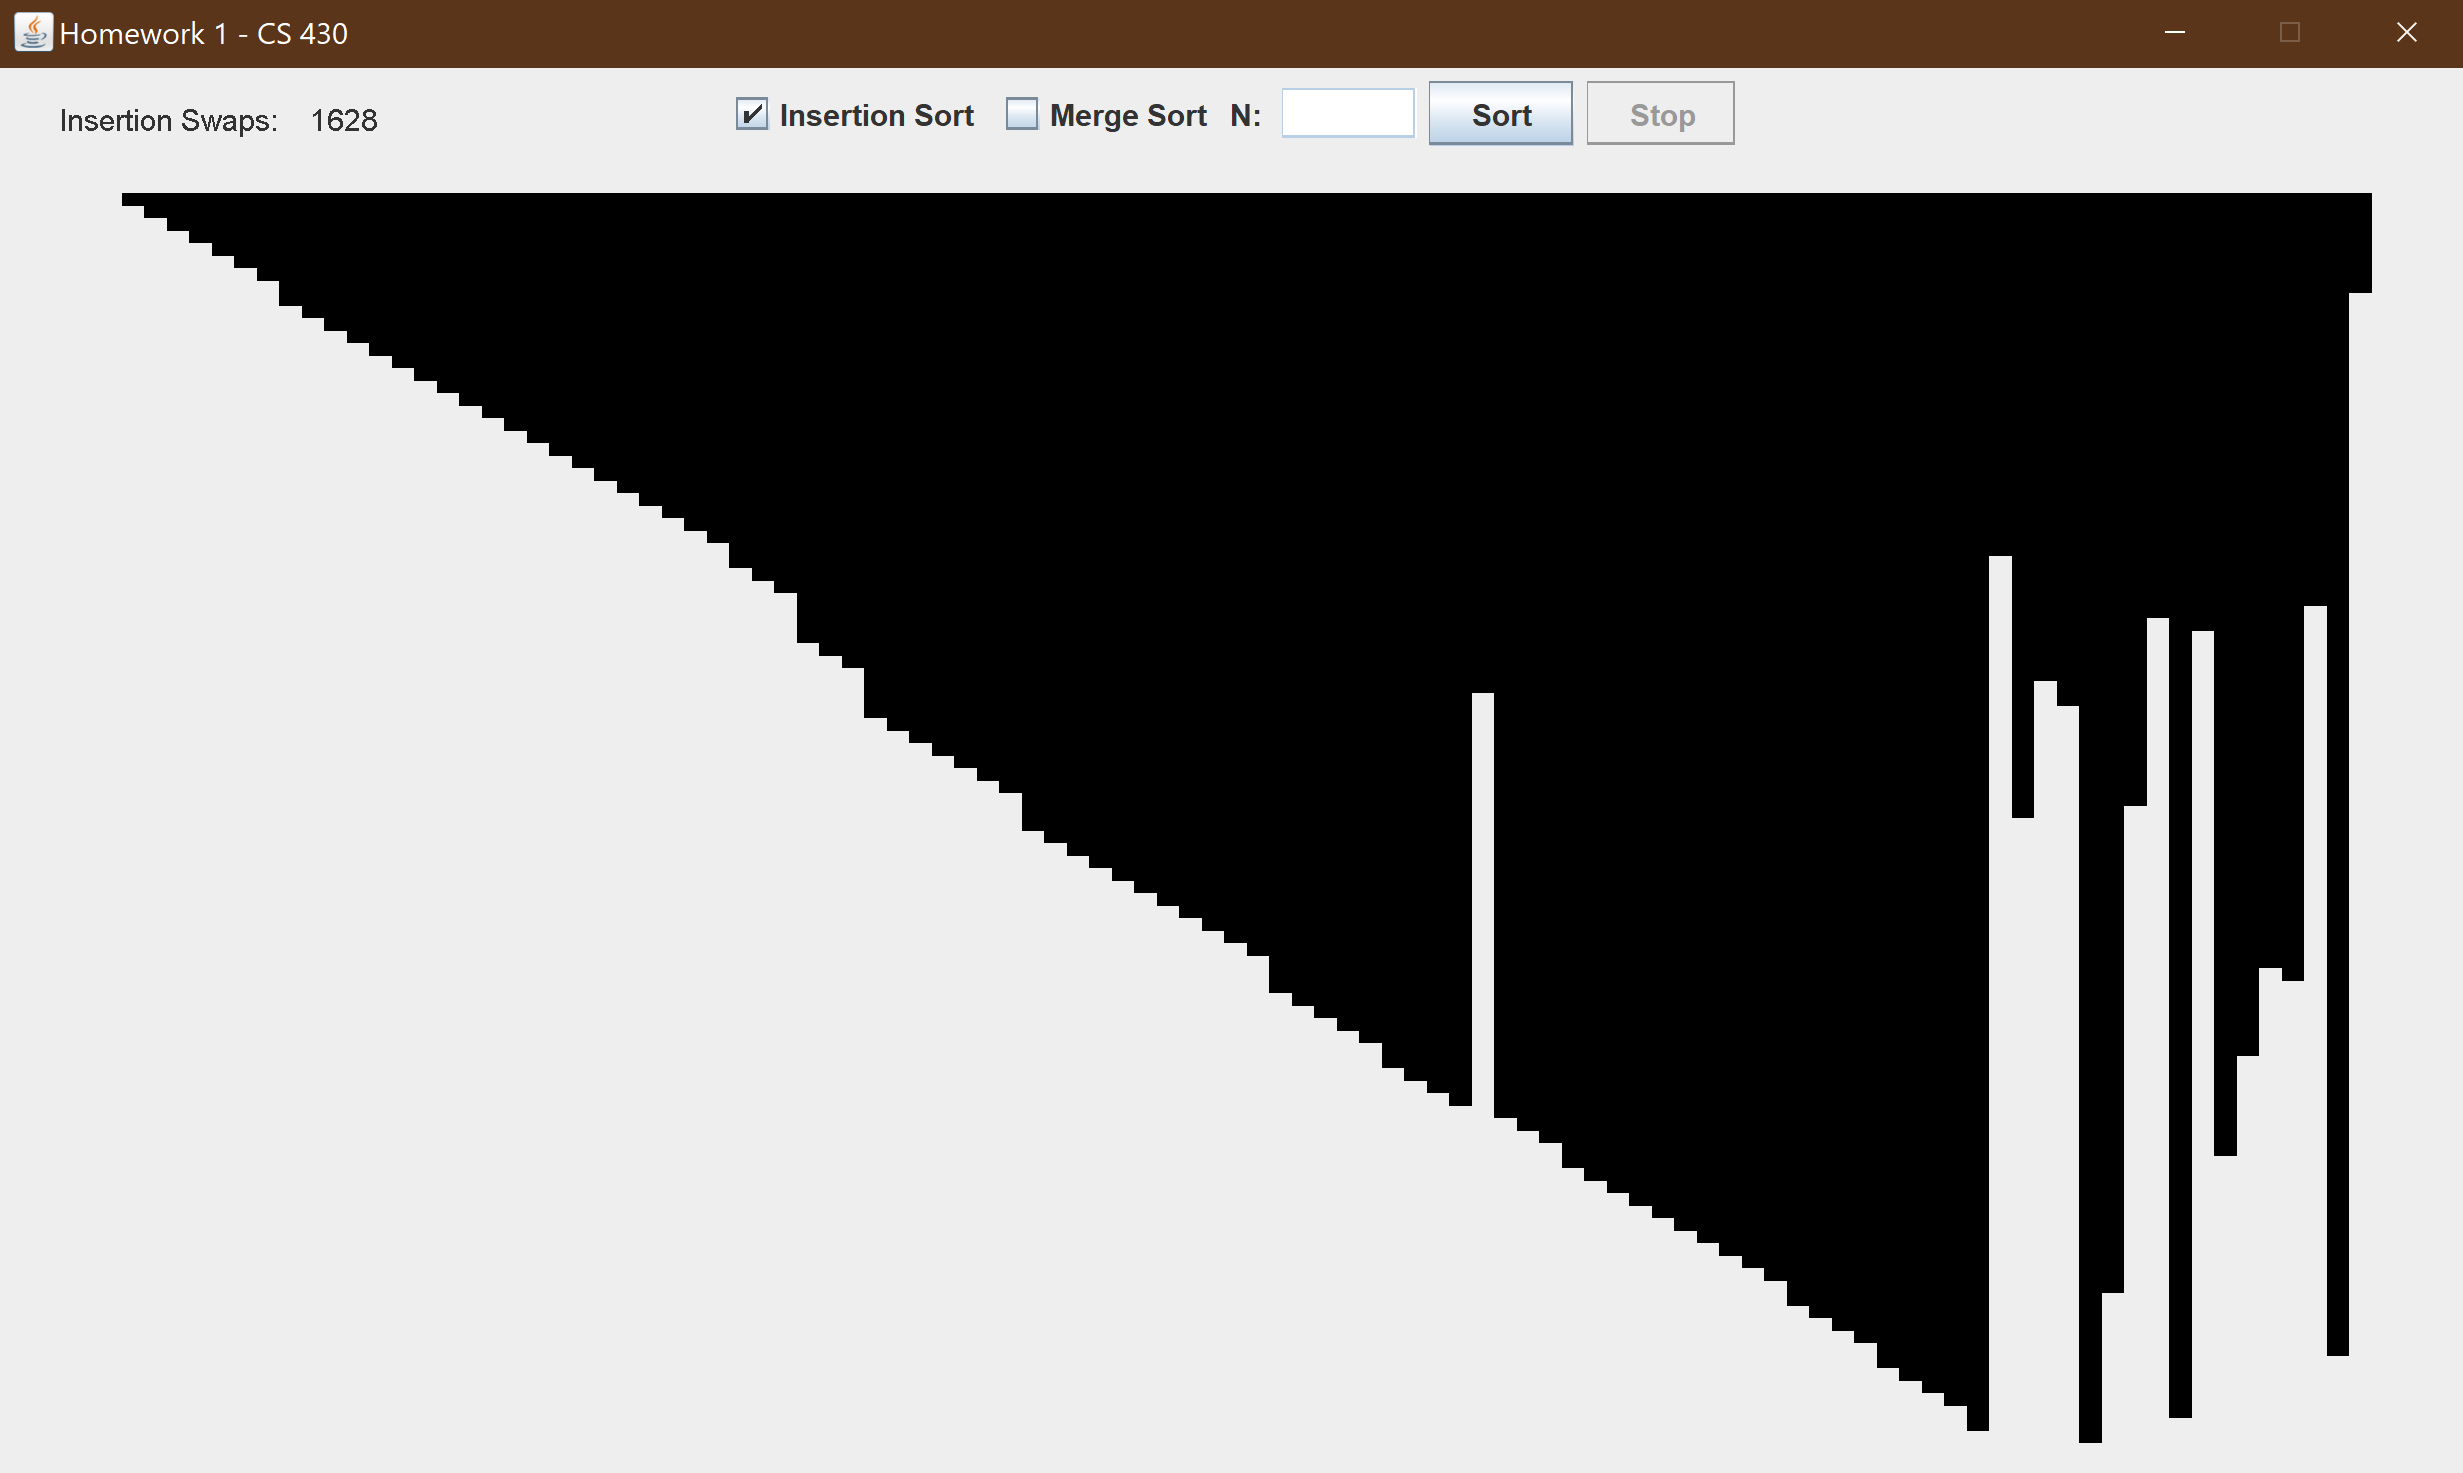 Homework 1 - CS 430
Insertion Swaps: 1628 Insertion Sort Merge Sort N: Sort Stop